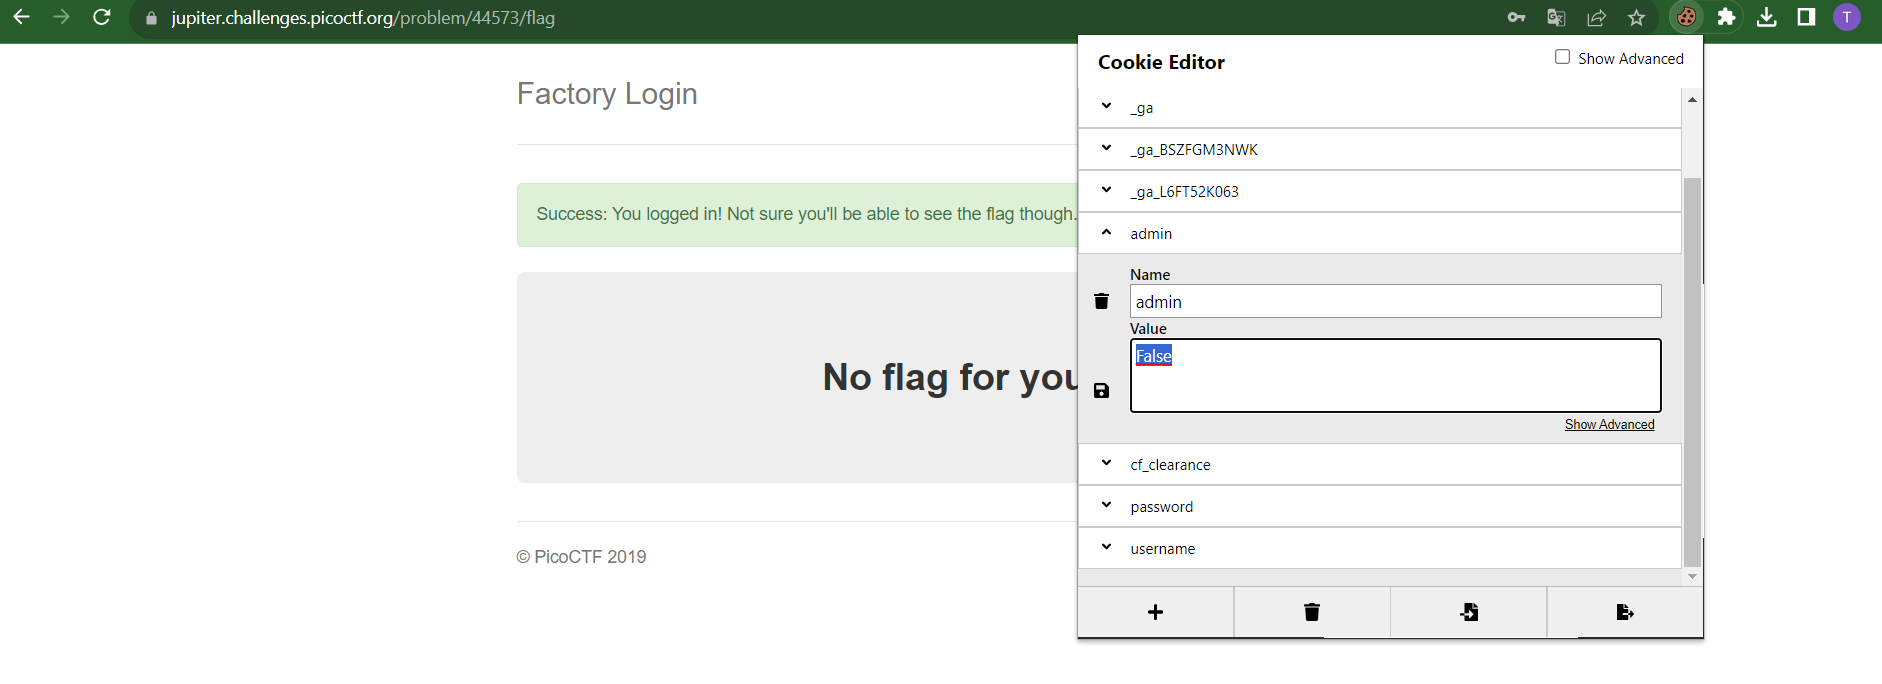 jupiter.challenges.picoctf.org/problem/44573/flag
T
Factory Login
Success: You logged in! Not sure you'll be able to see the flag though.
No flag for you
© PicoCTF 2019
Cookie Editor
Show Advanced
_ga
_ga_BSZFGM3NWK
_ga_L6FT52K063
admin
Name
admin
Value
False
Show Advanced
cf_clearance
password
username